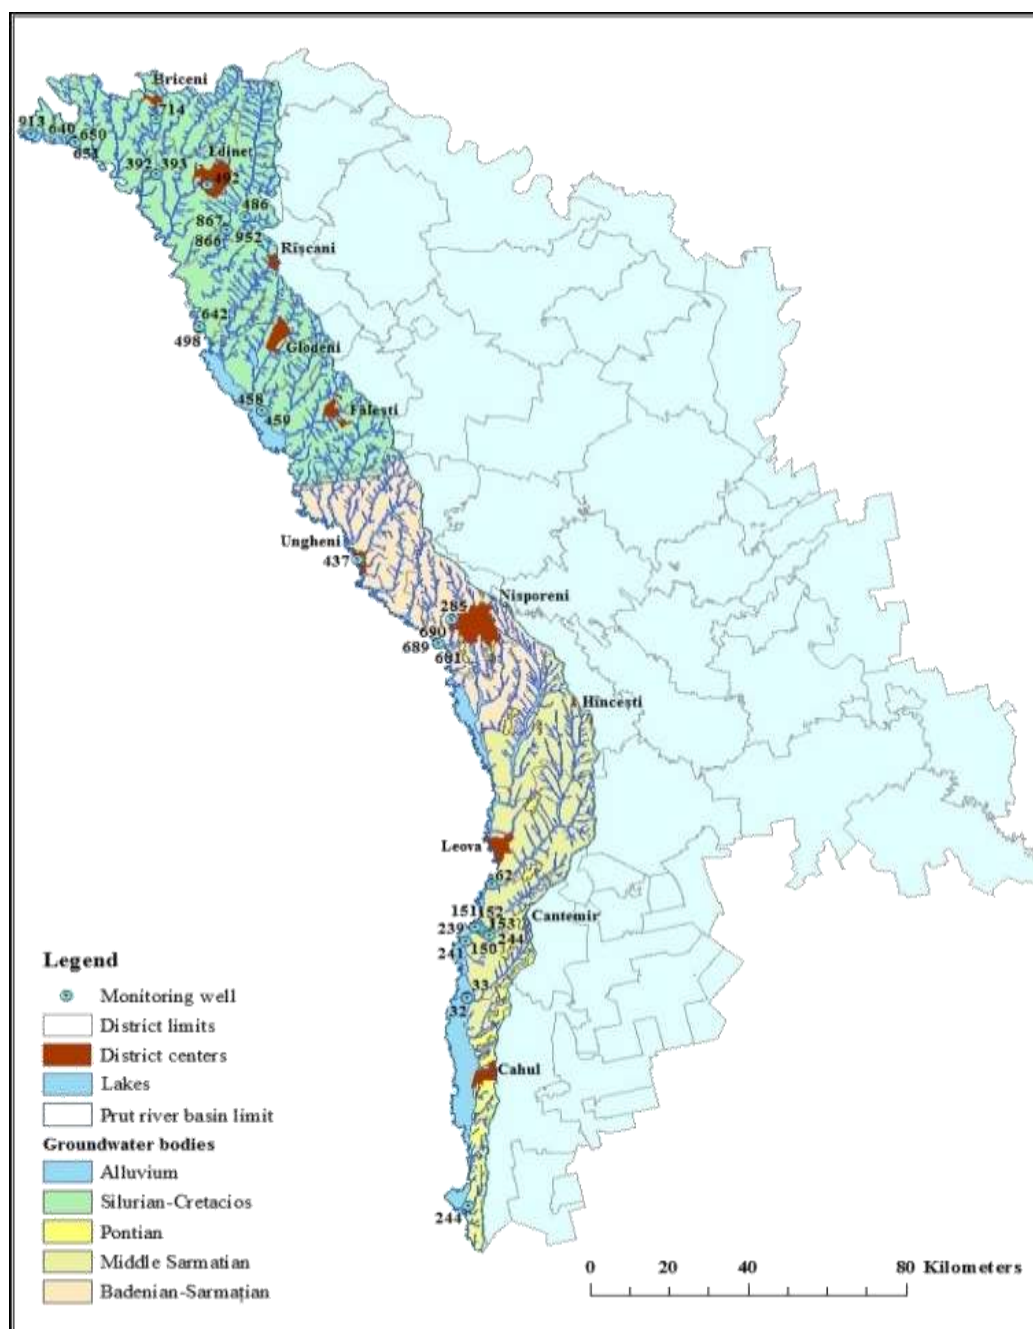 Briceni
714
913
640
650
651
Edineț
392
393
492
486
867
866
952
Rîșcani
642
498
Glodeni
458
459
Fălești
Ungheni
437
Nisporeni
285
690
689
681
Hîncești
Leova
62
151
152
Cantemir
239
153
241
150
244
33
32
Cahul
244
Legend
Monitoring well
District limits
District centers
Lakes
Prut river basin limit
Groundwater bodies
Alluvium
Silurian-Cretacios
Pontian
Middle Sarmatian
Badenian-Sarmațian
0 20 40 80 Kilometers